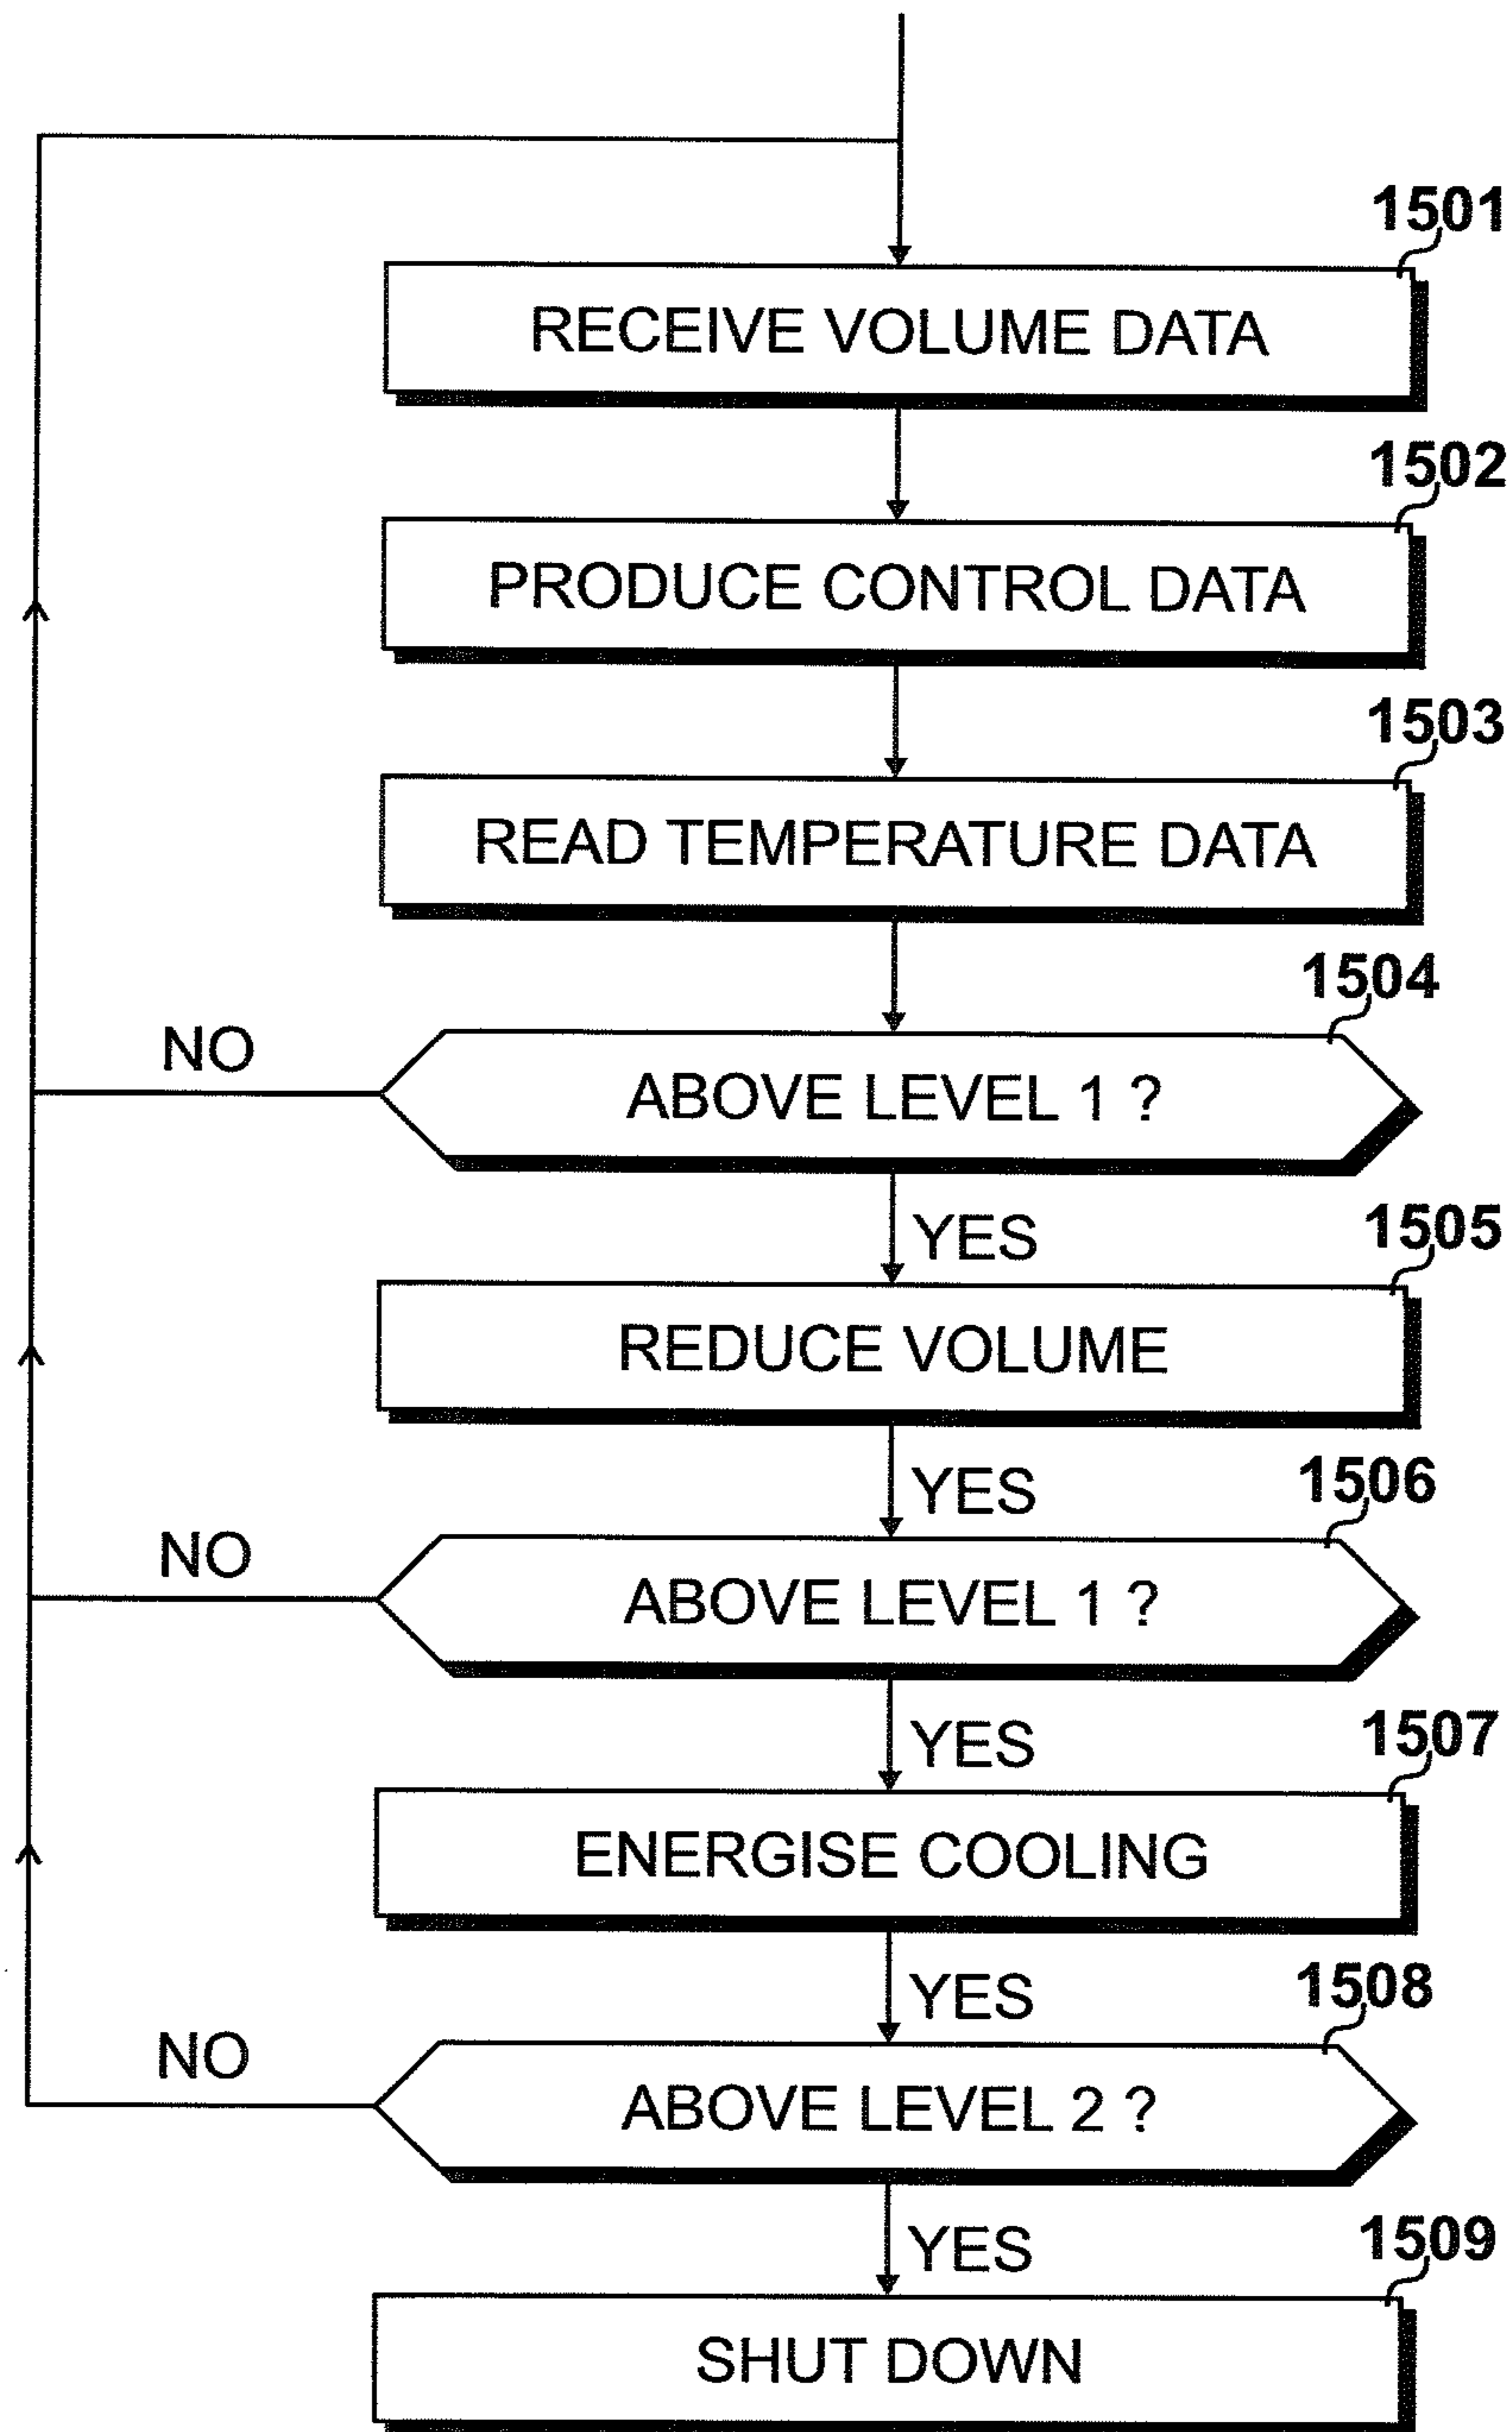 1501
RECEIVE VOLUME DATA
1502
PRODUCE CONTROL DATA
1503
READ TEMPERATURE DATA
1504
NO
ABOVE LEVEL 1 ?
YES
1505
REDUCE VOLUME
YES
1506
NO
ABOVE LEVEL 1 ?
YES
1507
ENERGISE COOLING
YES
1508
NO
ABOVE LEVEL 2 ?
YES
1509
SHUT DOWN